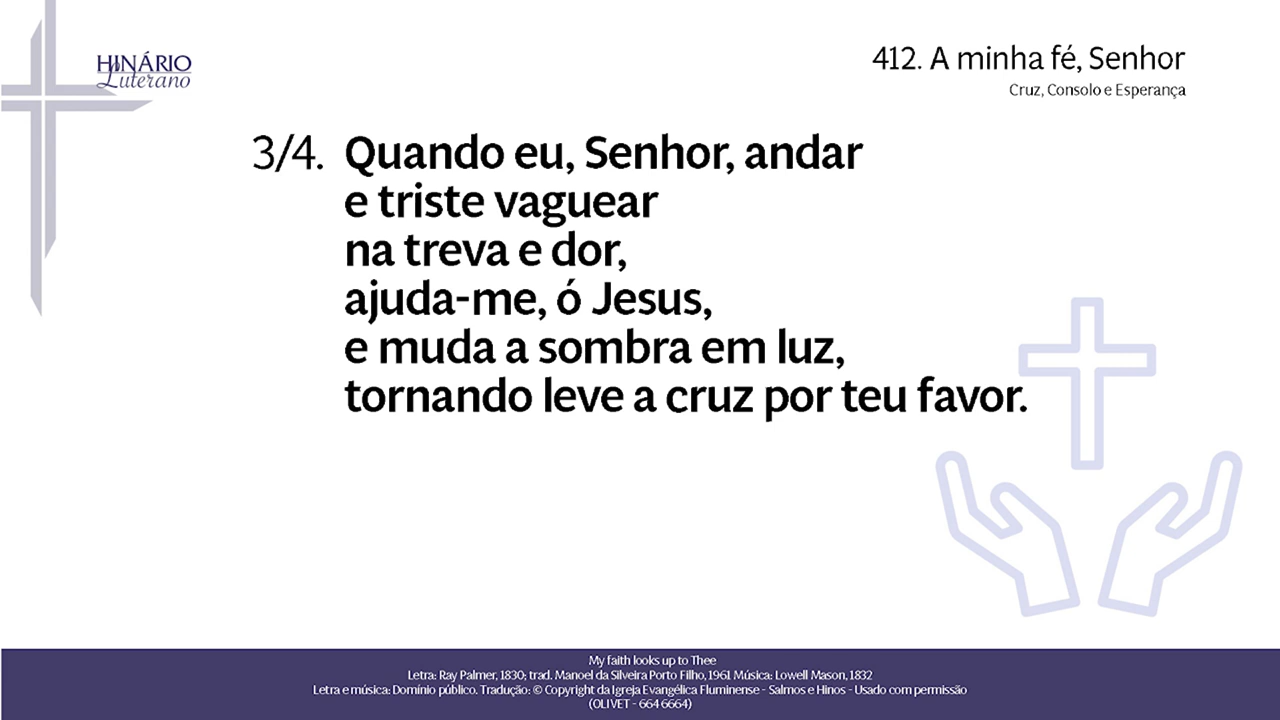 HINÁRIO
Luterano
412. A minha fé, Senhor
Cruz, Consolo e Esperança
3/4. Quando eu, Senhor, andar
e triste vaguear
na treva e dor,
ajuda-me, ó Jesus,
e muda a sombra em luz,
tornando leve a cruz por teu favor.
My faith looks up to Thee
Letra: Ray Palmer, 1830; trad. Manoel da Silveira Porto Filho, 1961 Música: Lowell Mason, 1832
Letra e música: Domínio público. Tradução: © Copyright da Igreja Evangélica Fluminense - Salmos e Hinos - Usado com permissão
(OLIVET - 664 6664)